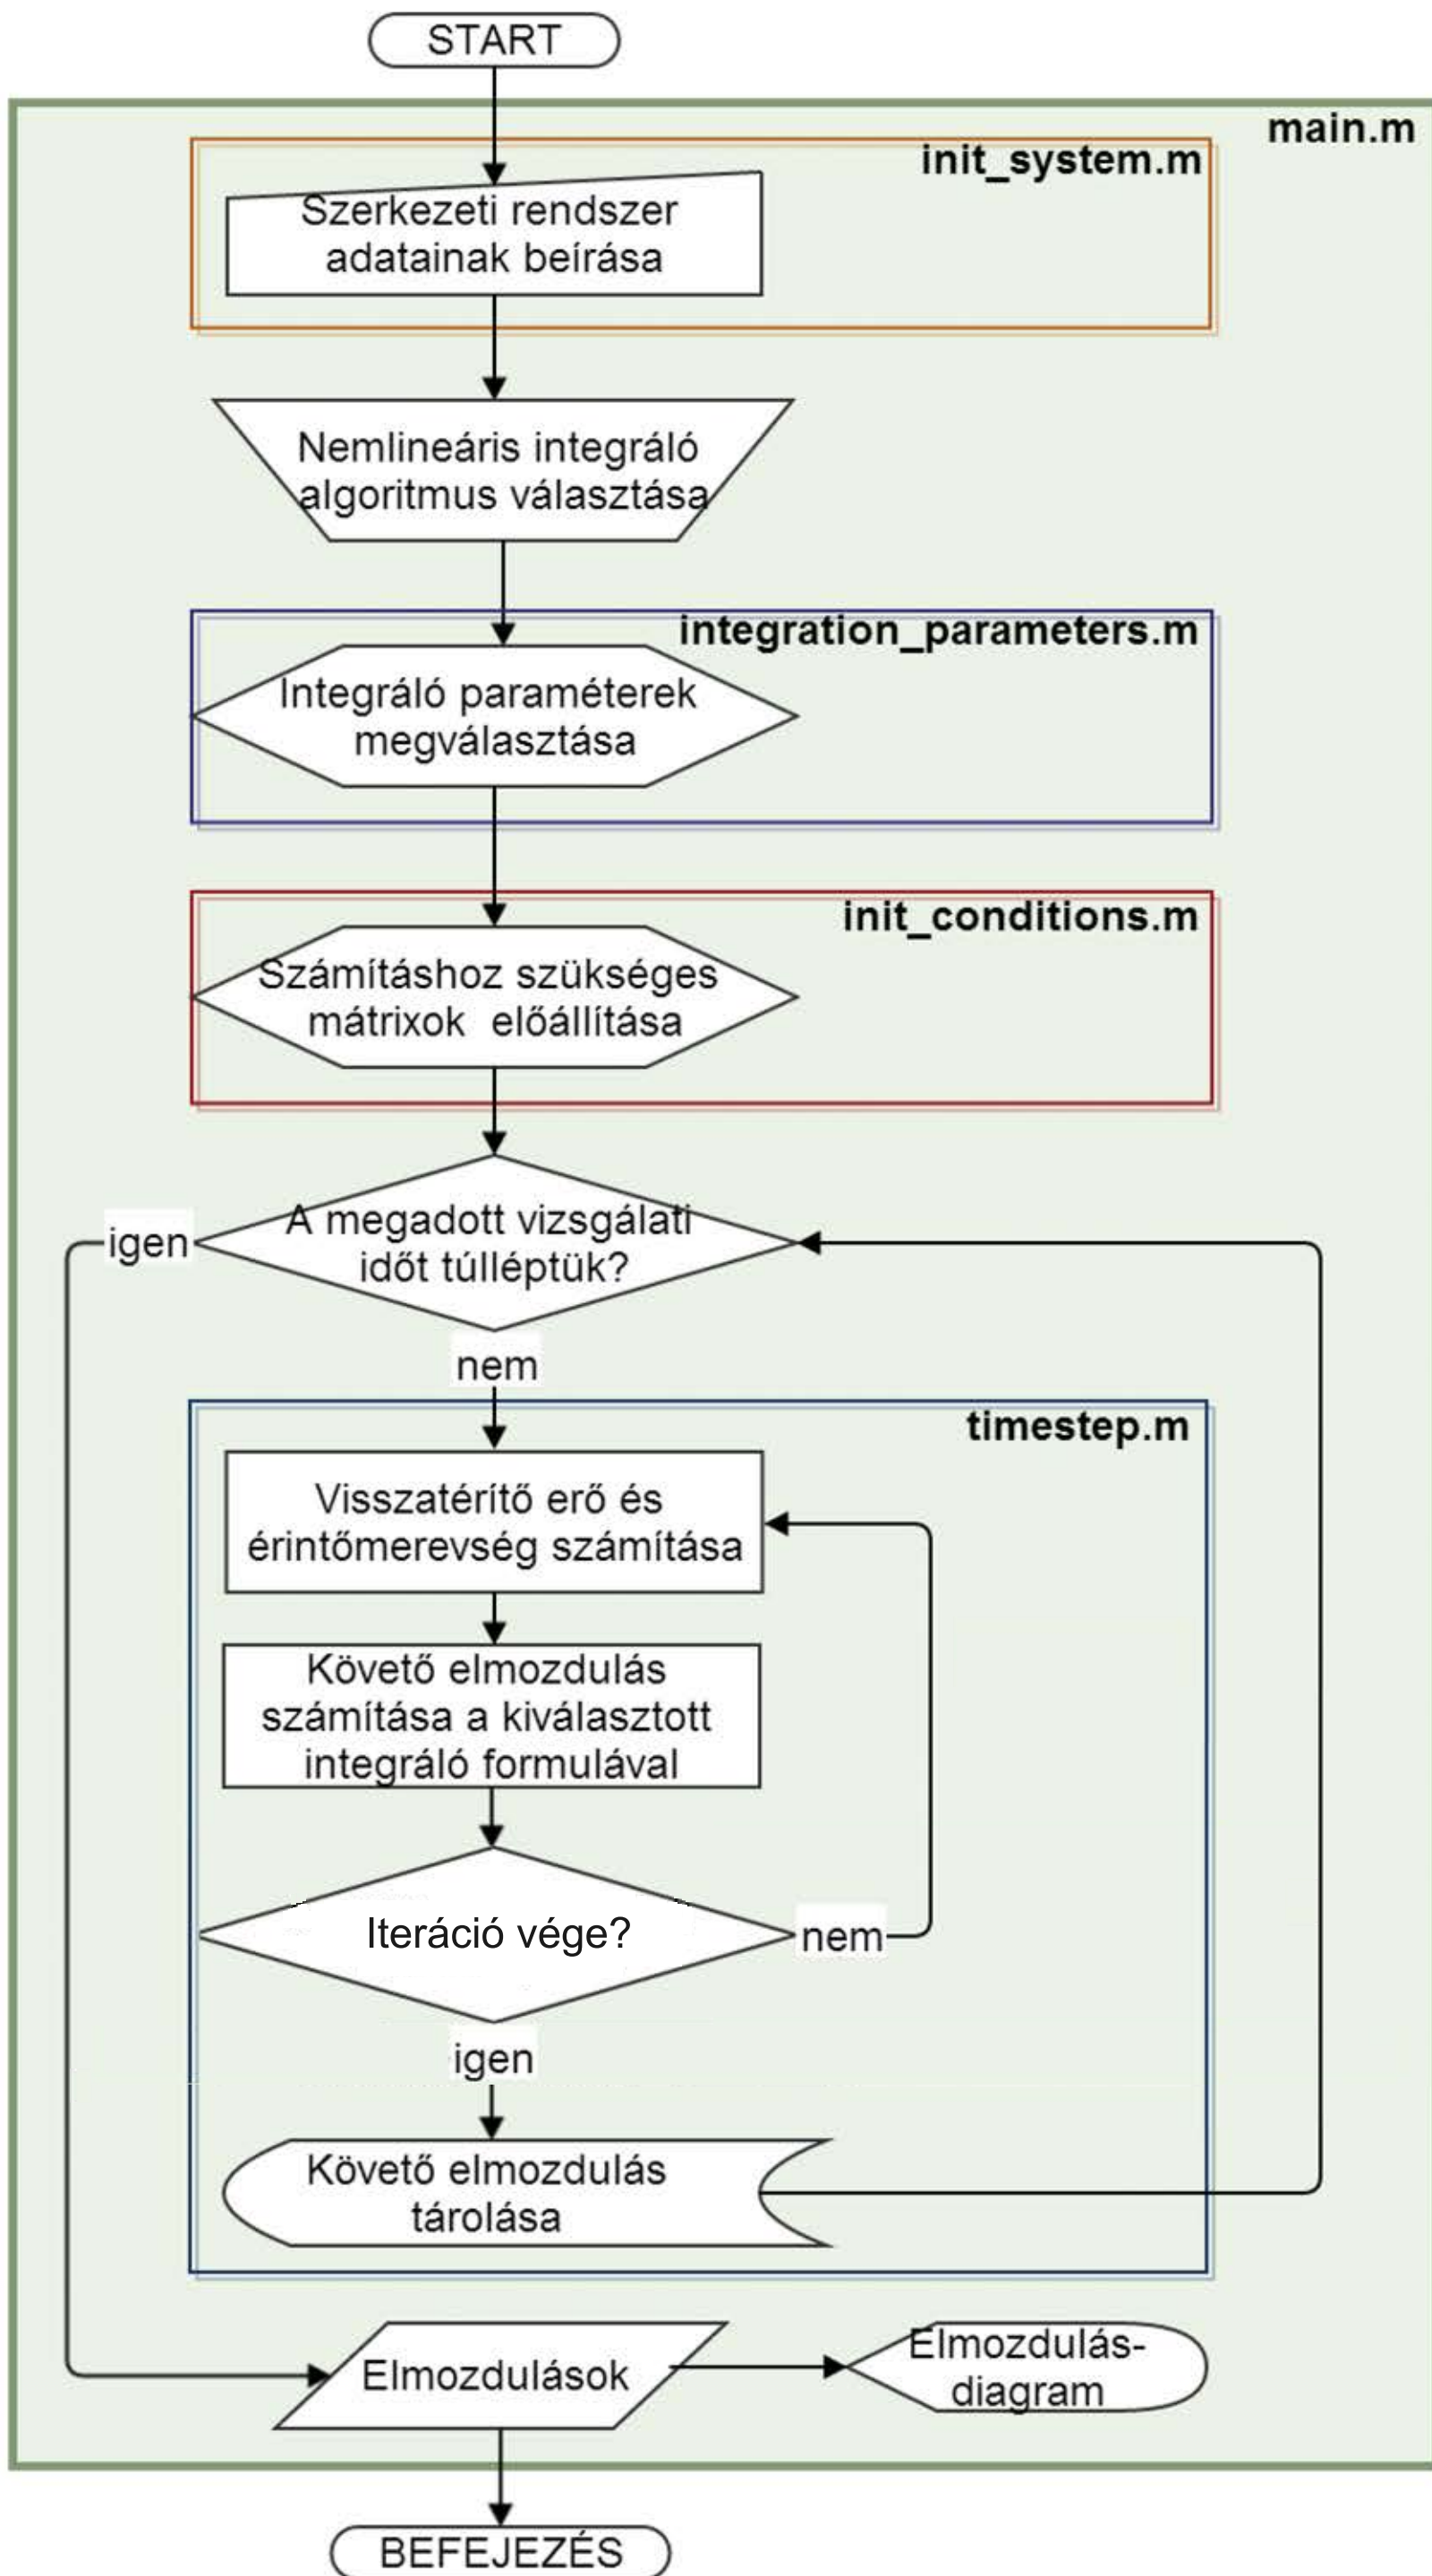 START
main.m
init_system.m
Szerkezeti rendszer
adatainak beírása
Nemlineáris integráló
algoritmus választása
integration_parameters.m
Integráló paraméterek
megválasztása
init_conditions.m
Számításhoz szükséges
mátrixok előállítása
A megadott vizsgálati
időt túlléptük?
igen
nem
timestep.m
Visszatérítő erő és
érintőmerevség számítása
Követő elmozdulás
számítása a kiválasztott
integráló formulával
Iteráció vége?
nem
igen
Követő elmozdulás
tárolása
Elmozdulások
Elmozdulás-
diagram
BEFEJEZÉS